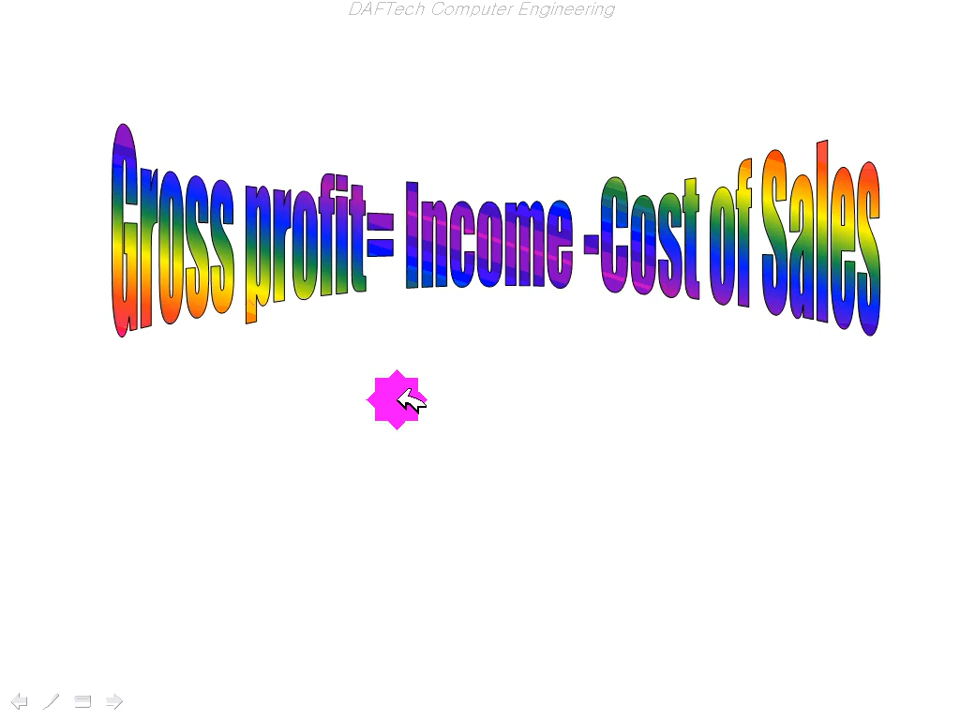 DAFTech Computer Engineering
Gross profit= Income -Cost of Sales